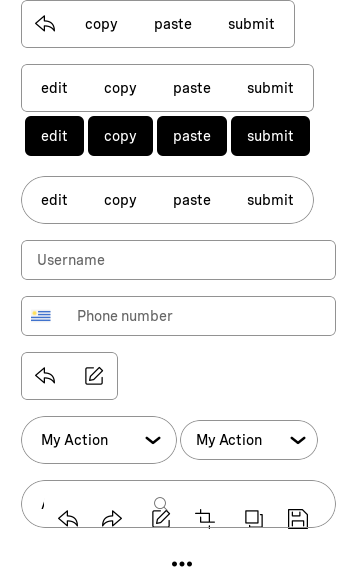 copy paste submit
edit copy paste submit
edit copy paste submit
edit copy paste submit
Username
Phone number
My Action My Action